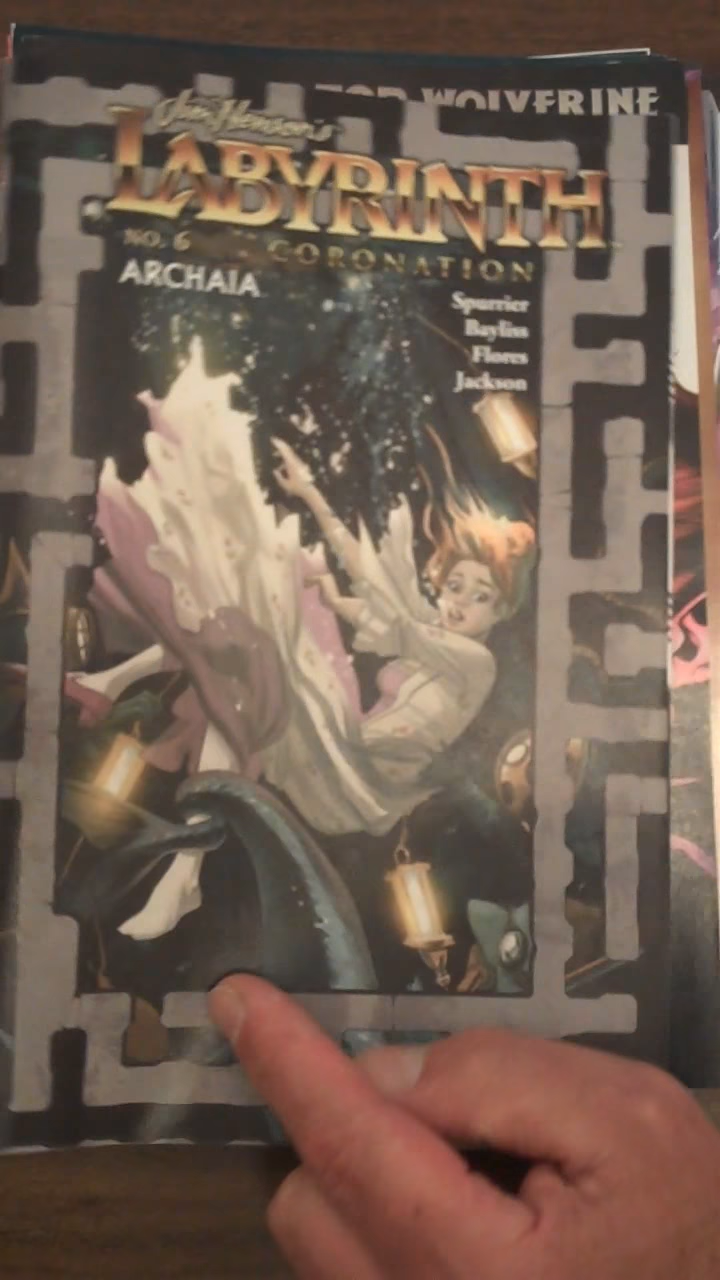 WOLVERINE
Jim Henson's
LABYRINTH
NO. 6 CORONATION
ARCHAIA
Spurrier
Bayliss
Flores
Jackson